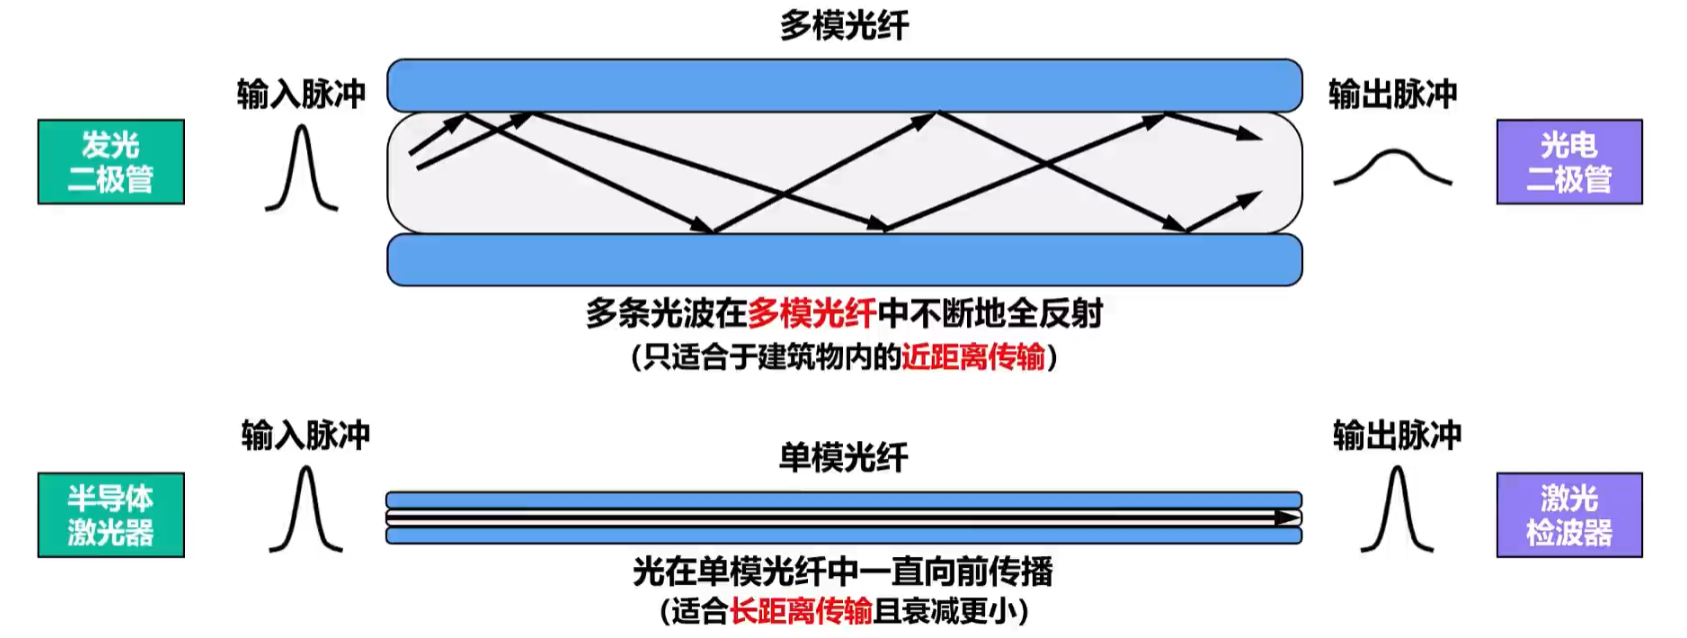 多模光纤
输入脉冲
输出脉冲
发光
二极管
光电
二极管
多条光波在多模光纤中不断地全反射
(只适合于建筑物内的近距离传输)
输入脉冲
单模光纤
输出脉冲
半导体
激光器
激光
检波器
光在单模光纤中一直向前传播
(适合长距离传输且衰减更小)